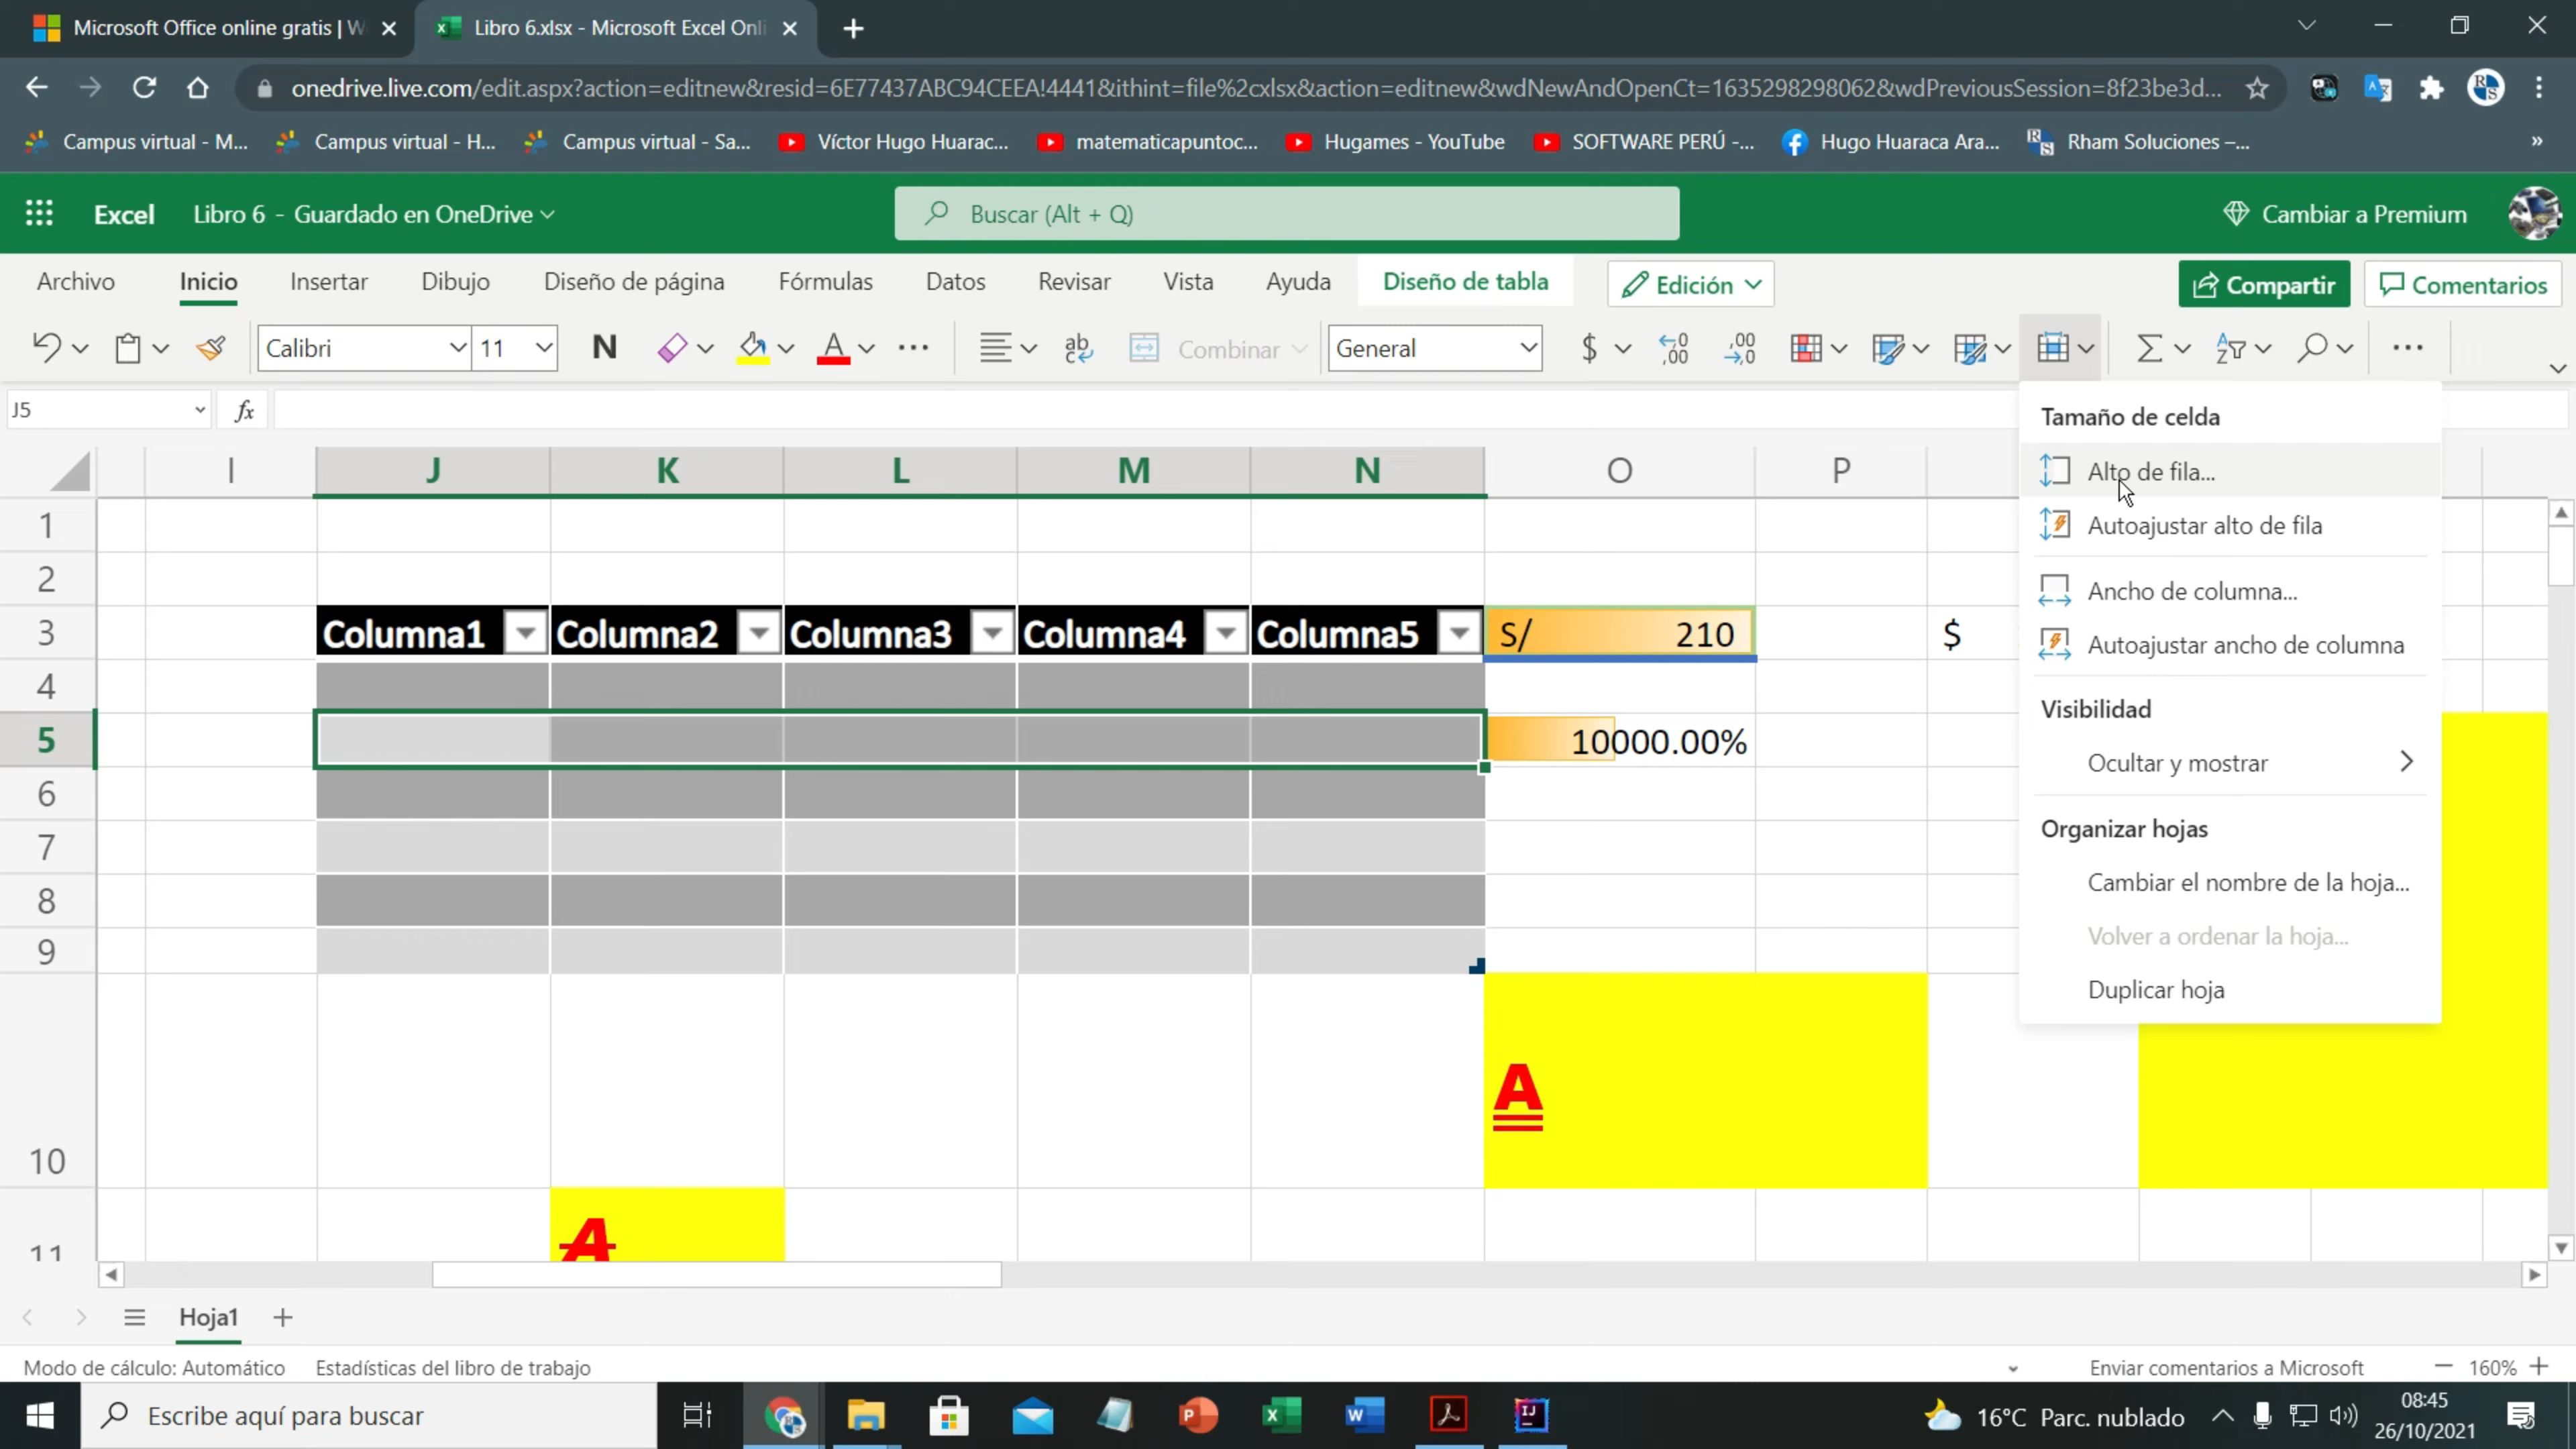 Microsoft Office online gratis | W
Libro 6.xlsx - Microsoft Excel Onli
onedrive.live.com/edit.aspx?action=editnew&resid=6E77437ABC94CEEA!4441&ithint=file%2cxlsx&action=editnew&wdNewAndOpenCt=1635298298062&wdPreviousSession=8f23be3d...
Campus virtual - M...
Campus virtual - H...
Campus virtual - Sa...
Víctor Hugo Huarac...
matematicapuntoc...
Hugames - YouTube
SOFTWARE PERÚ -...
Hugo Huaraca Ara...
Rham Soluciones –...
»
Excel
Libro 6 - Guardado en OneDrive
Buscar (Alt + Q)
Cambiar a Premium
Archivo
Inicio
Insertar
Dibujo
Diseño de página
Fórmulas
Datos
Revisar
Vista
Ayuda
Diseño de tabla
Edición
Compartir
Comentarios
Calibri
11
N
A
...
ab
c
Combinar
General
$
,00
,00
...
J5
fx
Tamaño de celda
Alto de fila...
Autoajustar alto de fila
Ancho de columna...
Autoajustar ancho de columna
Visibilidad
Ocultar y mostrar
Organizar hojas
Cambiar el nombre de la hoja...
Volver a ordenar la hoja...
Duplicar hoja
I J K L M N O P
1
2
3 Columna1 Columna2 Columna3 Columna4 Columna5 S/ 210 $
4
5 10000.00%
6
7
8
9
10 A
11 A
Hoja1
Modo de cálculo: Automático
Estadísticas del libro de trabajo
Enviar comentarios a Microsoft
160%
Escribe aquí para buscar
16°C Parc. nublado
08:45
26/10/2021